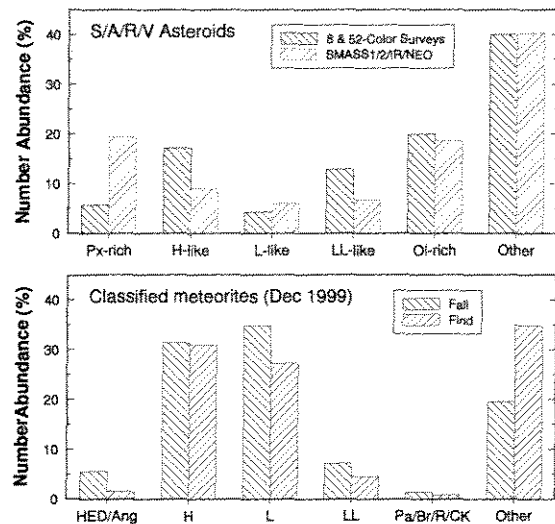 S/A/R/V Asteroids
8 & 52-Color Surveys
SMASS1/2/IR/NEO
Number Abundance (%)
40
30
20
10
0
Px-rich H-like L-like LL-like Ol-rich Other
Classified meteorites (Dec 1999)
Fall
Find
NumberAbundance (%)
40
30
20
10
0
HED/Ang H L LL Pa/Br/R/CK Other